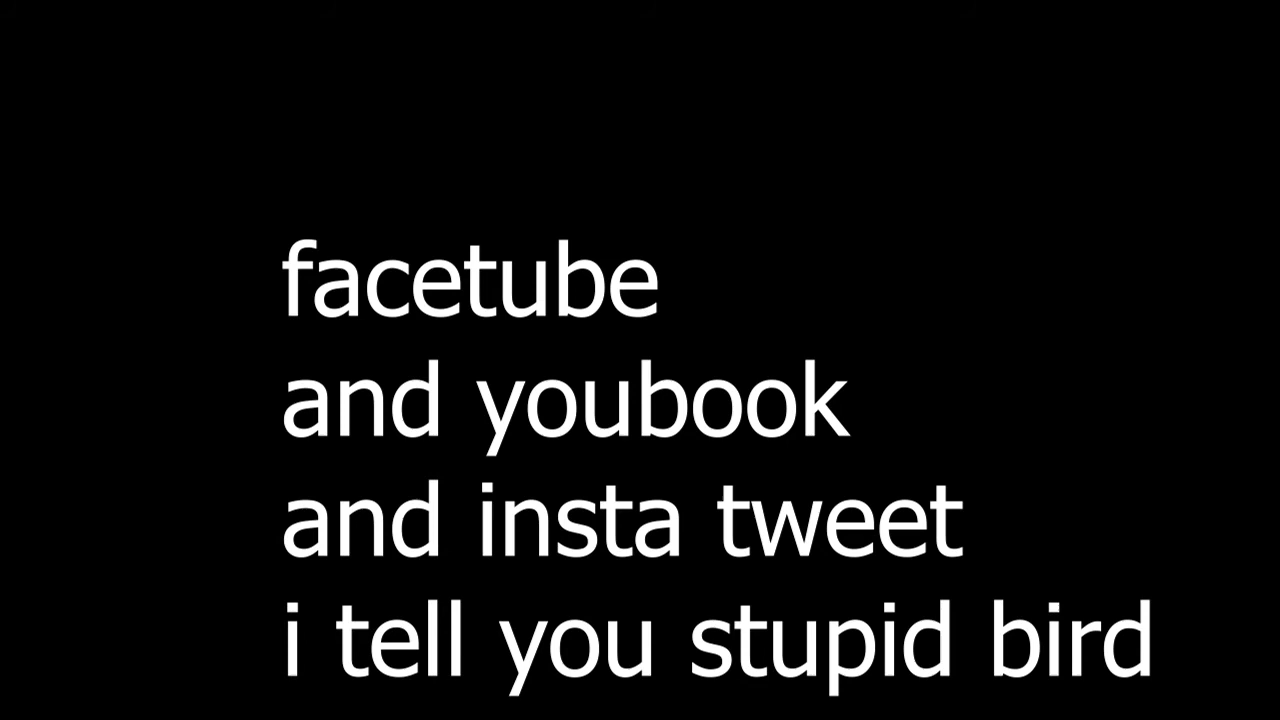 facetube
and youbook
and insta tweet
i tell you stupid bird